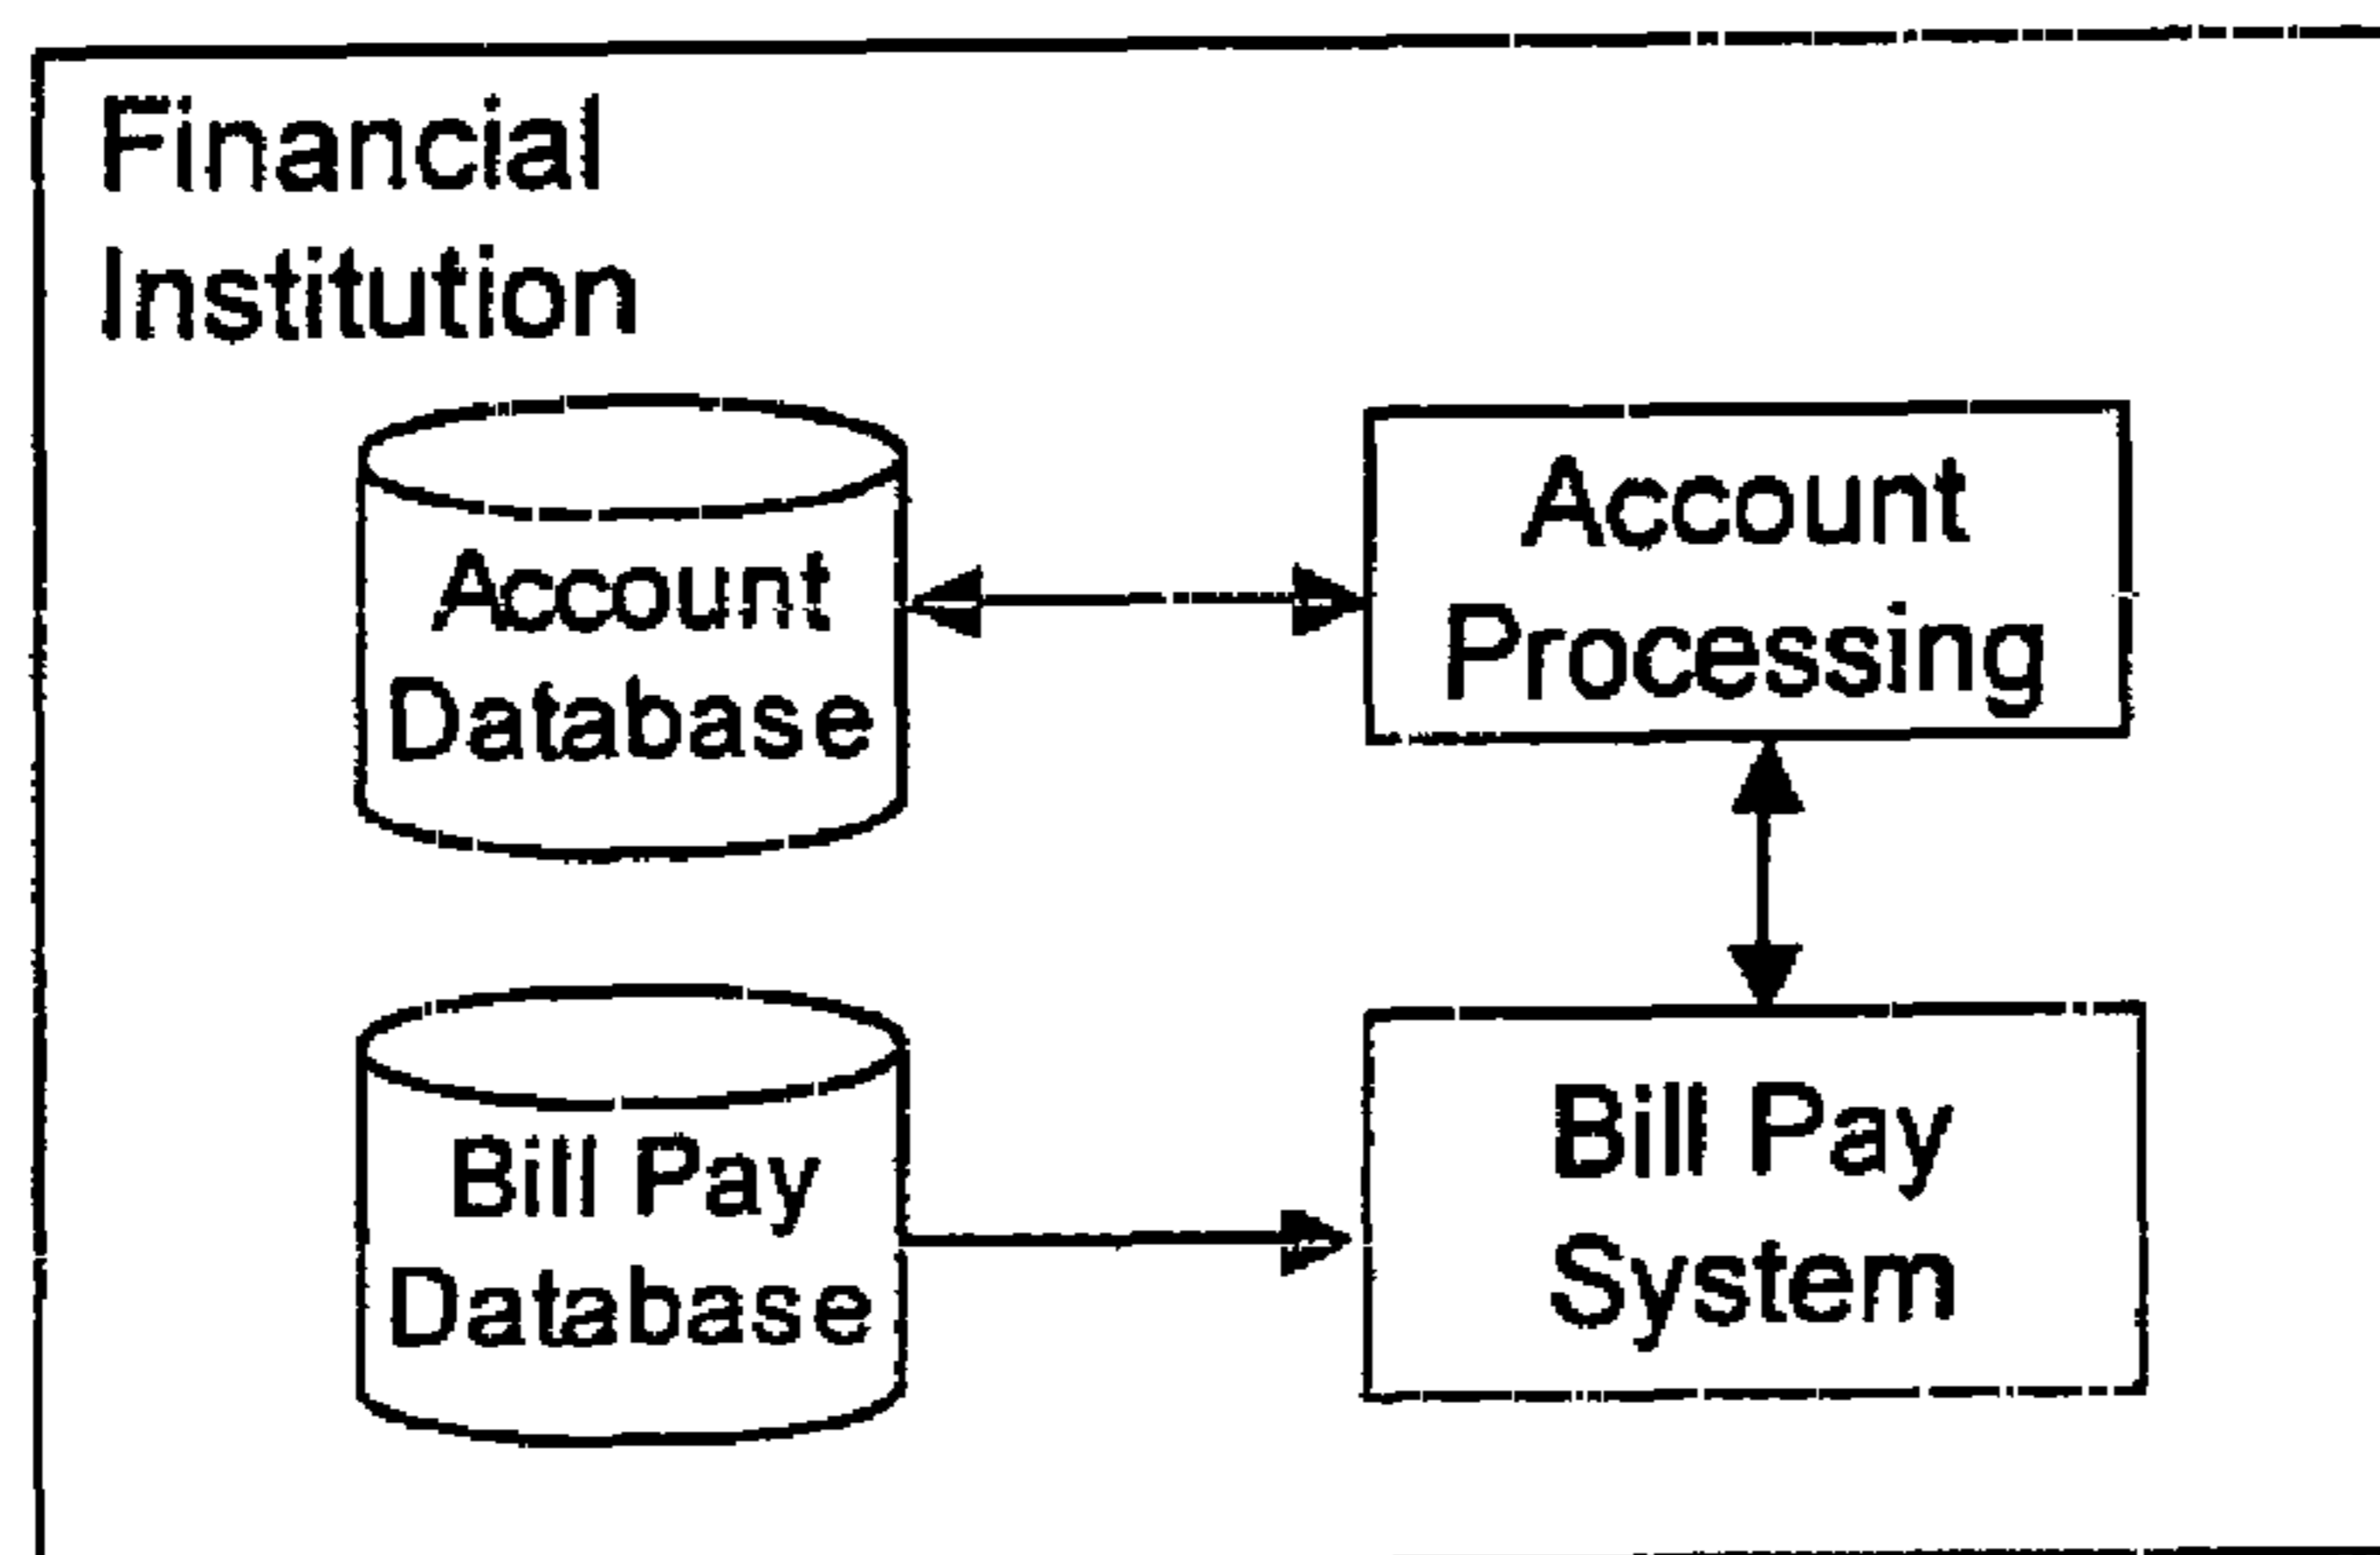 Financial
Institution
Account
Database
Account
Processing
Bill Pay
Database
Bill Pay
System